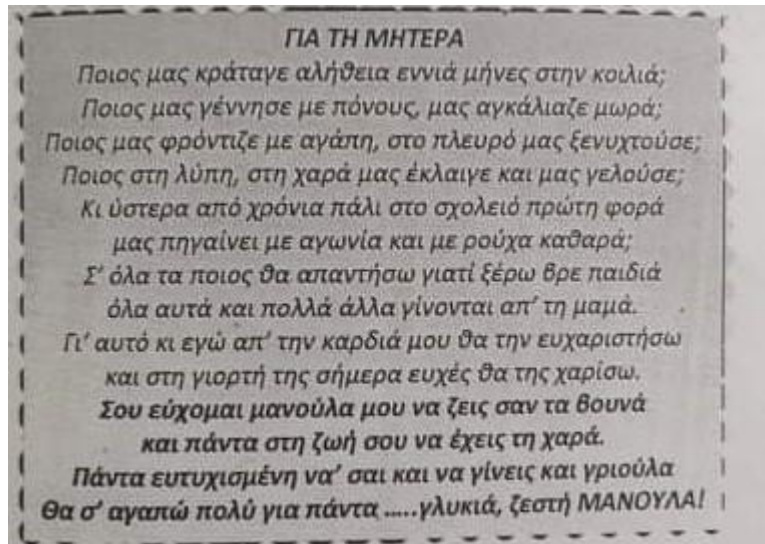 ΓΙΑ ΤΗ ΜΗΤΕΡΑ
Ποιος μας κράταγε αλήθεια εννιά μήνες στην κοιλιά;
Ποιος μας γέννησε με πόνους, μας αγκάλιαζε μωρά;
Ποιος μας φρόντιζε με αγάπη, στο πλευρό μας ξενυχτούσε;
Ποιος στη λύπη, στη χαρά μας έκλαιγε και μας γελούσε;
Κι ύστερα από χρόνια πάλι στο σχολειό πρώτη φορά
μας πηγαίνει με αγωνία και με ρούχα καθαρά;
Σ' όλα τα ποιος θα απαντήσω γιατί ξέρω βρε παιδιά
όλα αυτά και πολλά άλλα γίνονται απ' τη μαμά.
Γι' αυτό κι εγώ απ' την καρδιά μου θα την ευχαριστήσω
και στη γιορτή της σήμερα ευχές θα της χαρίσω.
Σου εύχομαι μανούλα μου να ζεις σαν τα βουνά
και πάντα στη ζωή σου να έχεις τη χαρά.
Πάντα ευτυχισμένη να' σαι και να γίνεις και γριούλα
Θα σ' αγαπώ πολύ για πάντα .....γλυκιά, ζεστή ΜΑΝΟΥΛΑ!